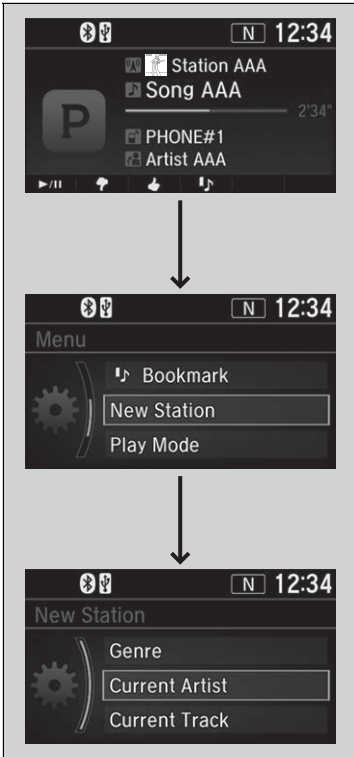 N 12:34
Station AAA
Song AAA
2'34"
P
PHONE#1
Artist AAA
N 12:34
Menu
Bookmark
New Station
Play Mode
N 12:34
New Station
Genre
Current Artist
Current Track